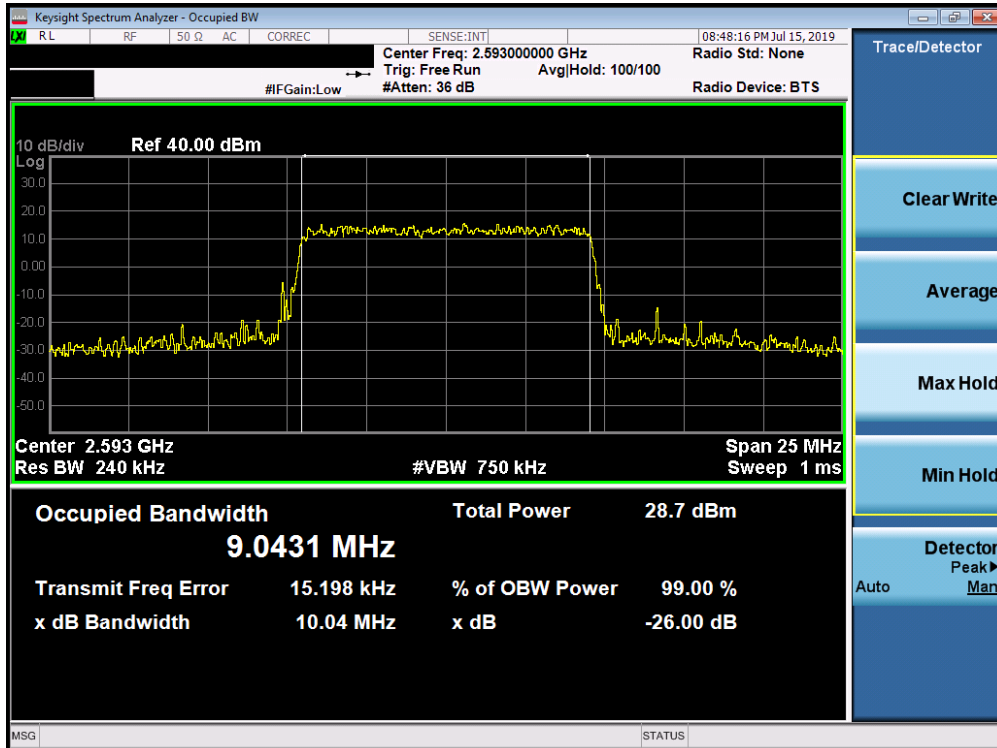 Keysight Spectrum Analyzer - Occupied BW
LXI RL RF 50 Ω AC CORREC SENSE:INT 08:48:16 PM Jul 15, 2019
Center Freq: 2.593000000 GHz Radio Std: None
Trig: Free Run Avg|Hold: 100/100
#IFGain:Low #Atten: 36 dB Radio Device: BTS
10 dB/div Ref 40.00 dBm
Log
30.0
20.0
10.0
0.00
-10.0
-20.0
-30.0
-40.0
-50.0
Center 2.593 GHz Span 25 MHz
Res BW 240 kHz #VBW 750 kHz Sweep 1 ms
Occupied Bandwidth Total Power 28.7 dBm
9.0431 MHz
Transmit Freq Error 15.198 kHz % of OBW Power 99.00 %
x dB Bandwidth 10.04 MHz x dB -26.00 dB
MSG STATUS
Trace/Detector
Clear Write
Average
Max Hold
Min Hold
Detector
Peak▶
Auto Man